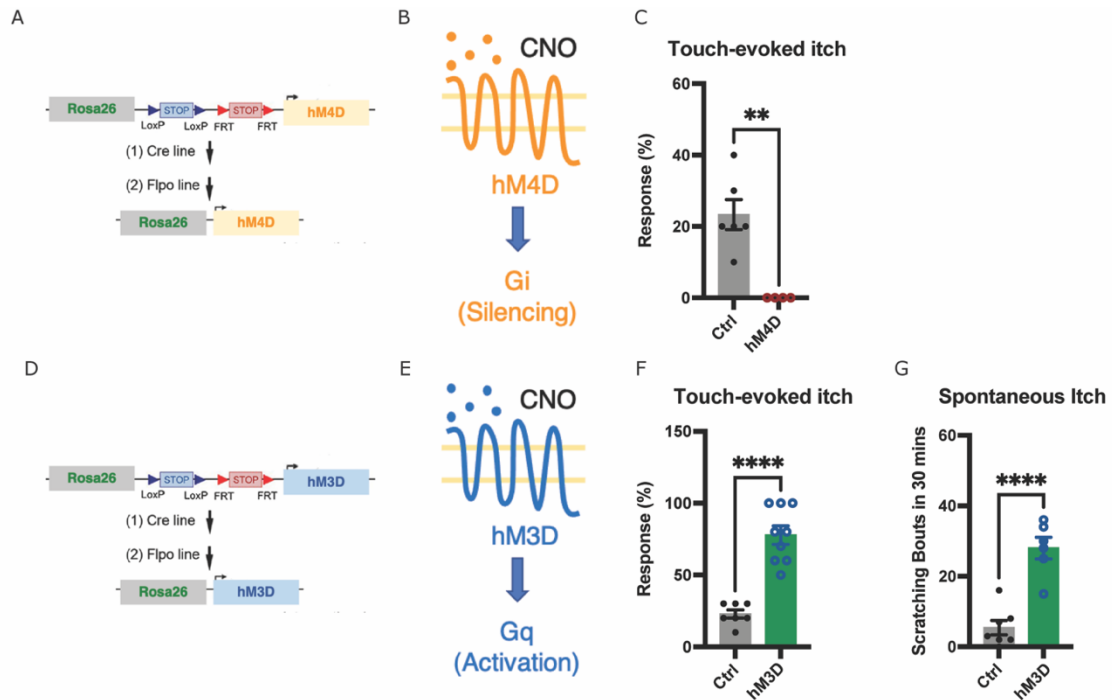 A
Rosa26
STOP
STOP
hM4D
LoxP
LoxP
FRT
FRT
(1) Cre line
(2) Flpo line
Rosa26
hM4D
B
CNO
hM4D
Gi
(Silencing)
C
Touch-evoked itch
**
Response (%)
60
40
20
0
Ctrl
hM4D
D
Rosa26
STOP
STOP
hM3D
LoxP
LoxP
FRT
FRT
(1) Cre line
(2) Flpo line
Rosa26
hM3D
E
CNO
hM3D
Gq
(Activation)
F
Touch-evoked itch
****
Response (%)
150
100
50
0
Ctrl
hM3D
G
Spontaneous Itch
****
Scratching Bouts in 30 mins
60
40
20
0
Ctrl
hM3D